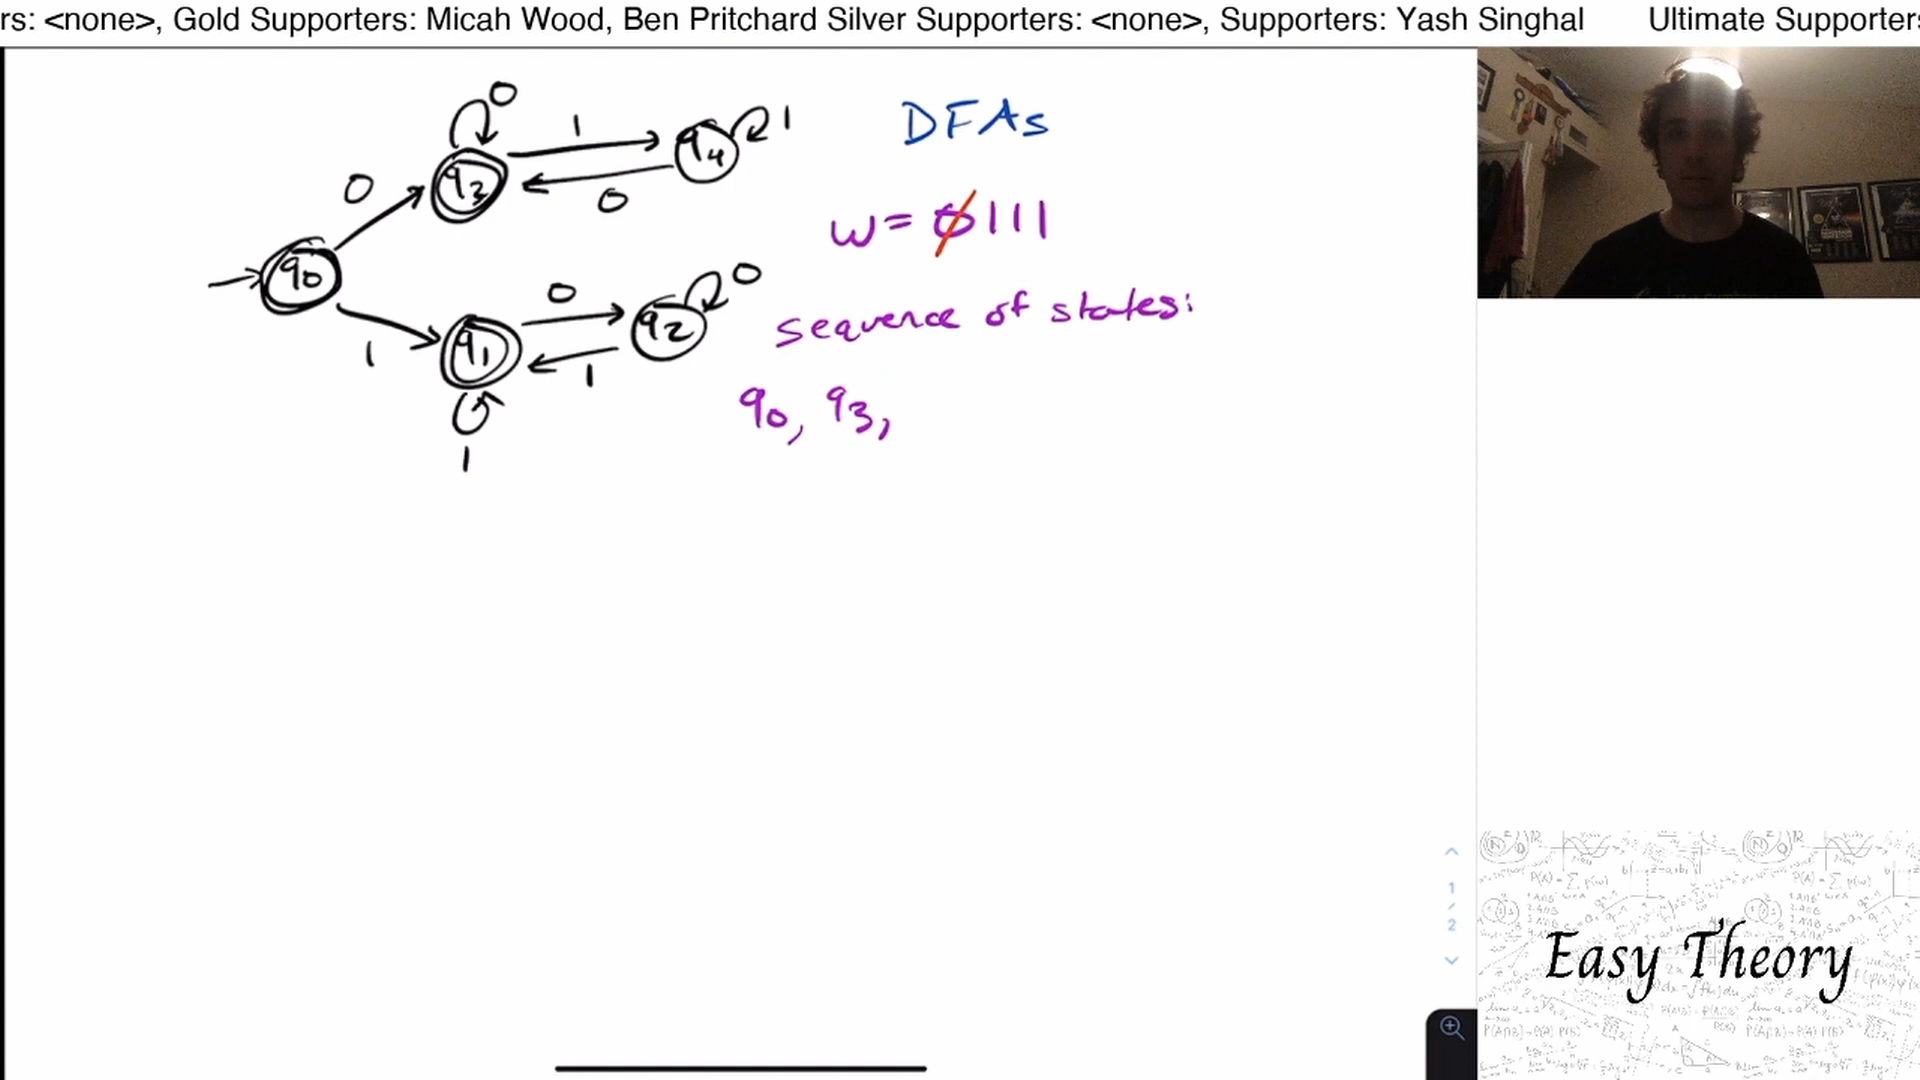 rs: <none>, Gold Supporters: Micah Wood, Ben Pritchard Silver Supporters: <none>, Supporters: Yash Singhal Ultimate Supporters
DFAs
0
1
q3
q4
1
0
0
w = 0111
q0
0
0
q2
sequence of states:
1
q1
1
q0, q3,
1
1
2
Easy Theory